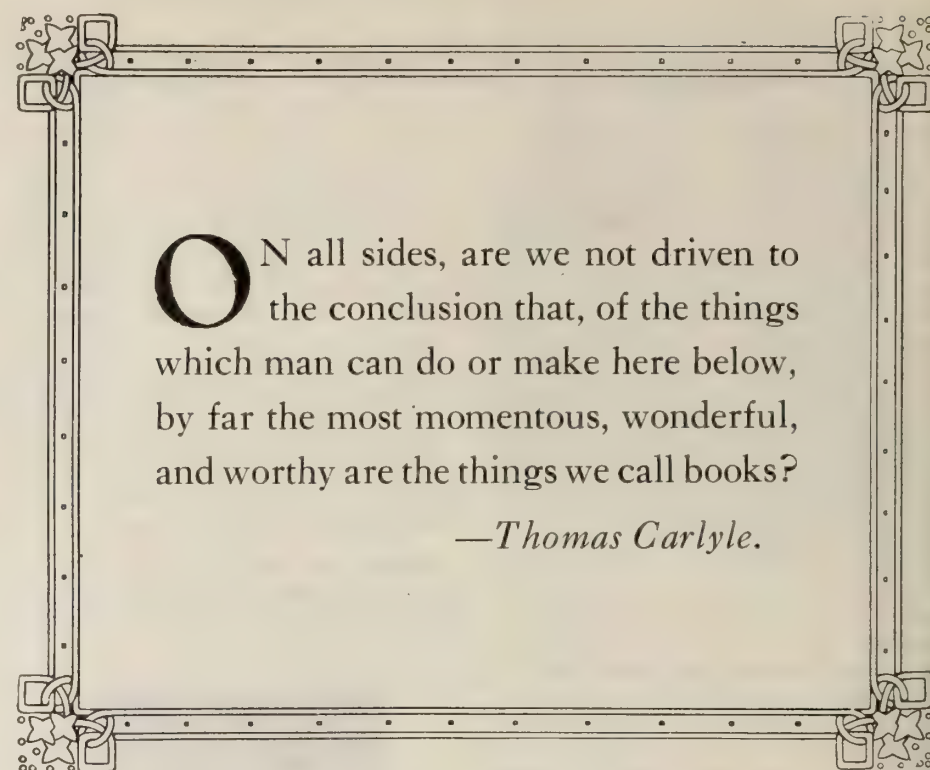 ON all sides, are we not driven to
the conclusion that, of the things
which man can do or make here below,
by far the most momentous, wonderful,
and worthy are the things we call books?
—Thomas Carlyle.